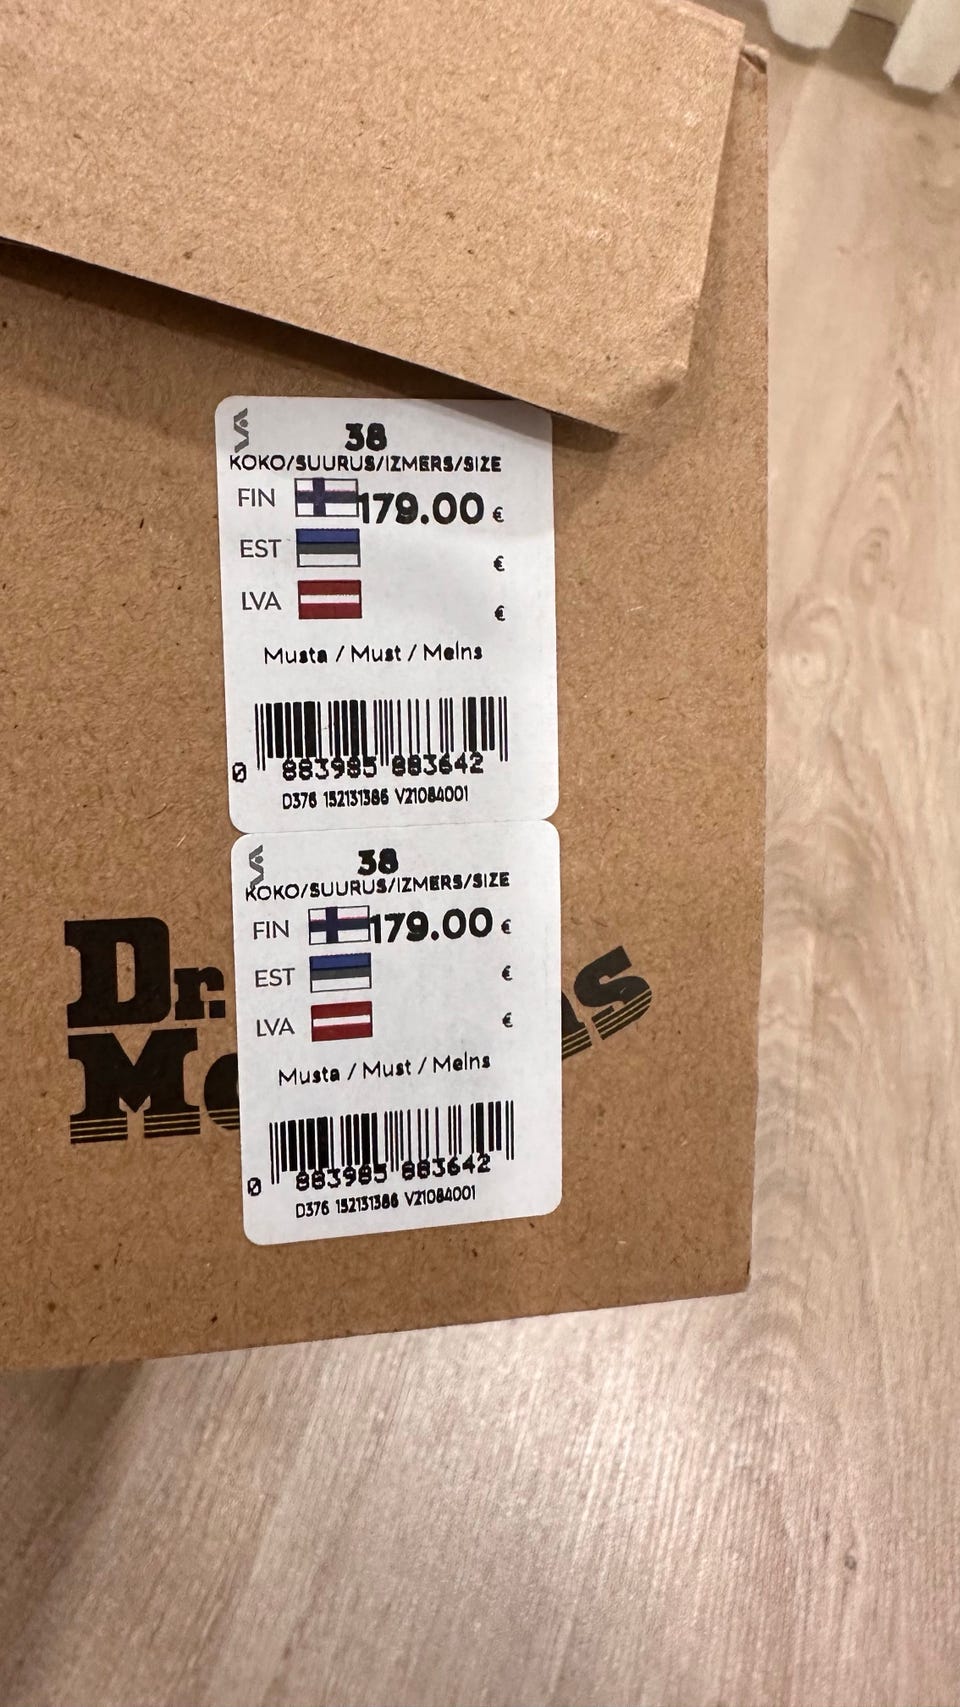 38
KOKO/SUURUS/IZMERS/SIZE
FIN 179.00 €
EST €
LVA €
Musta / Must / Melns
0 883985 883642
D376 152131386 V21084001
38
KOKO/SUURUS/IZMERS/SIZE
FIN 179.00 €
EST €
LVA €
Musta / Must / Melns
0 883985 883642
D376 152131386 V21084001
Dr.